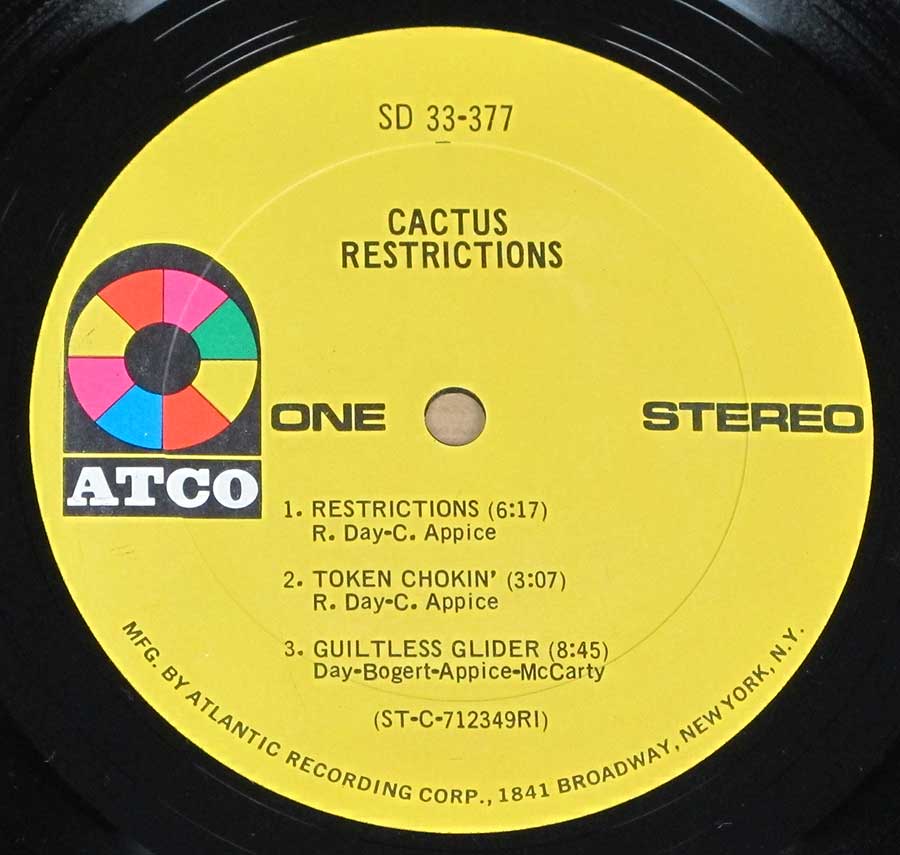 SD 33-377
CACTUS
RESTRICTIONS
ATCO
ONE
STEREO
1. RESTRICTIONS (6:17)
R. Day-C. Appice
2. TOKEN CHOKIN' (3:07)
R. Day-C. Appice
3. GUILTLESS GLIDER (8:45)
Day-Bogert-Appice-McCarty
(ST-C-712349RI)
MFG. BY ATLANTIC RECORDING CORP., 1841 BROADWAY, NEW YORK, N.Y.